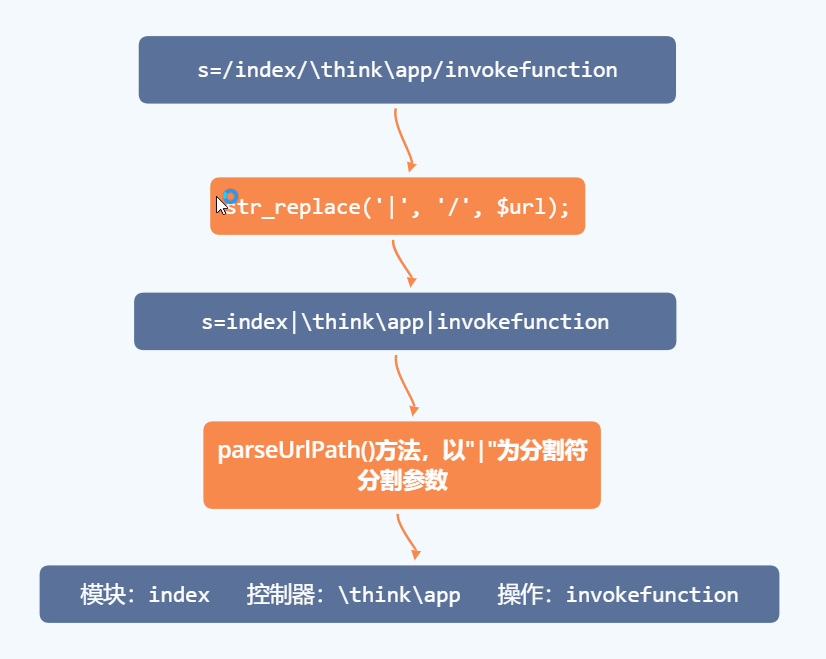 s=/index/\think\app/invokefunction
str_replace('|', '/', $url);
s=index|\think\app|invokefunction
parseUrlPath()方法，以"|"为分割符
分割参数
模块：index 控制器：\think\app 操作：invokefunction